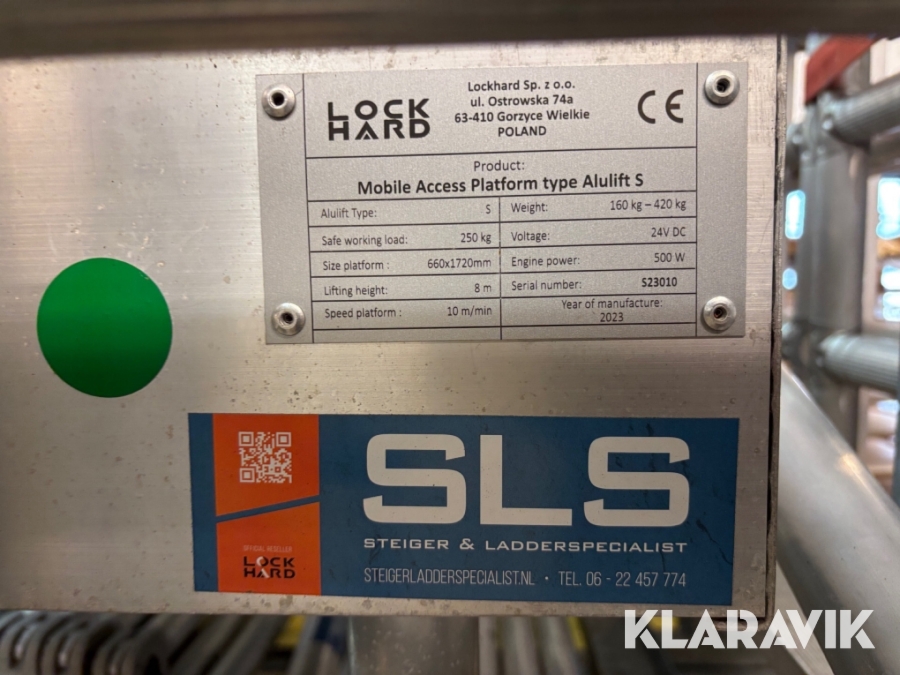 LOCK
HARD
Lockhard Sp. z o.o.
ul. Ostrowska 74a
63-410 Gorzyce Wielkie
POLAND
CE
Product:
Mobile Access Platform type Alulift S
Alulift Type: S
Weight: 160 kg – 420 kg
Safe working load: 250 kg
Voltage: 24V DC
Size platform : 660x1720mm
Engine power: 500 W
Lifting height: 8 m
Serial number: S23010
Speed platform : 10 m/min
Year of manufacture:
2023
SLS
STEIGER & LADDERSPECIALIST
OFFICIAL RESELLER
LOCK
HARD
STEIGERLADDERSPECIALIST.NL • TEL. 06 - 22 457 774
KLARAVIK